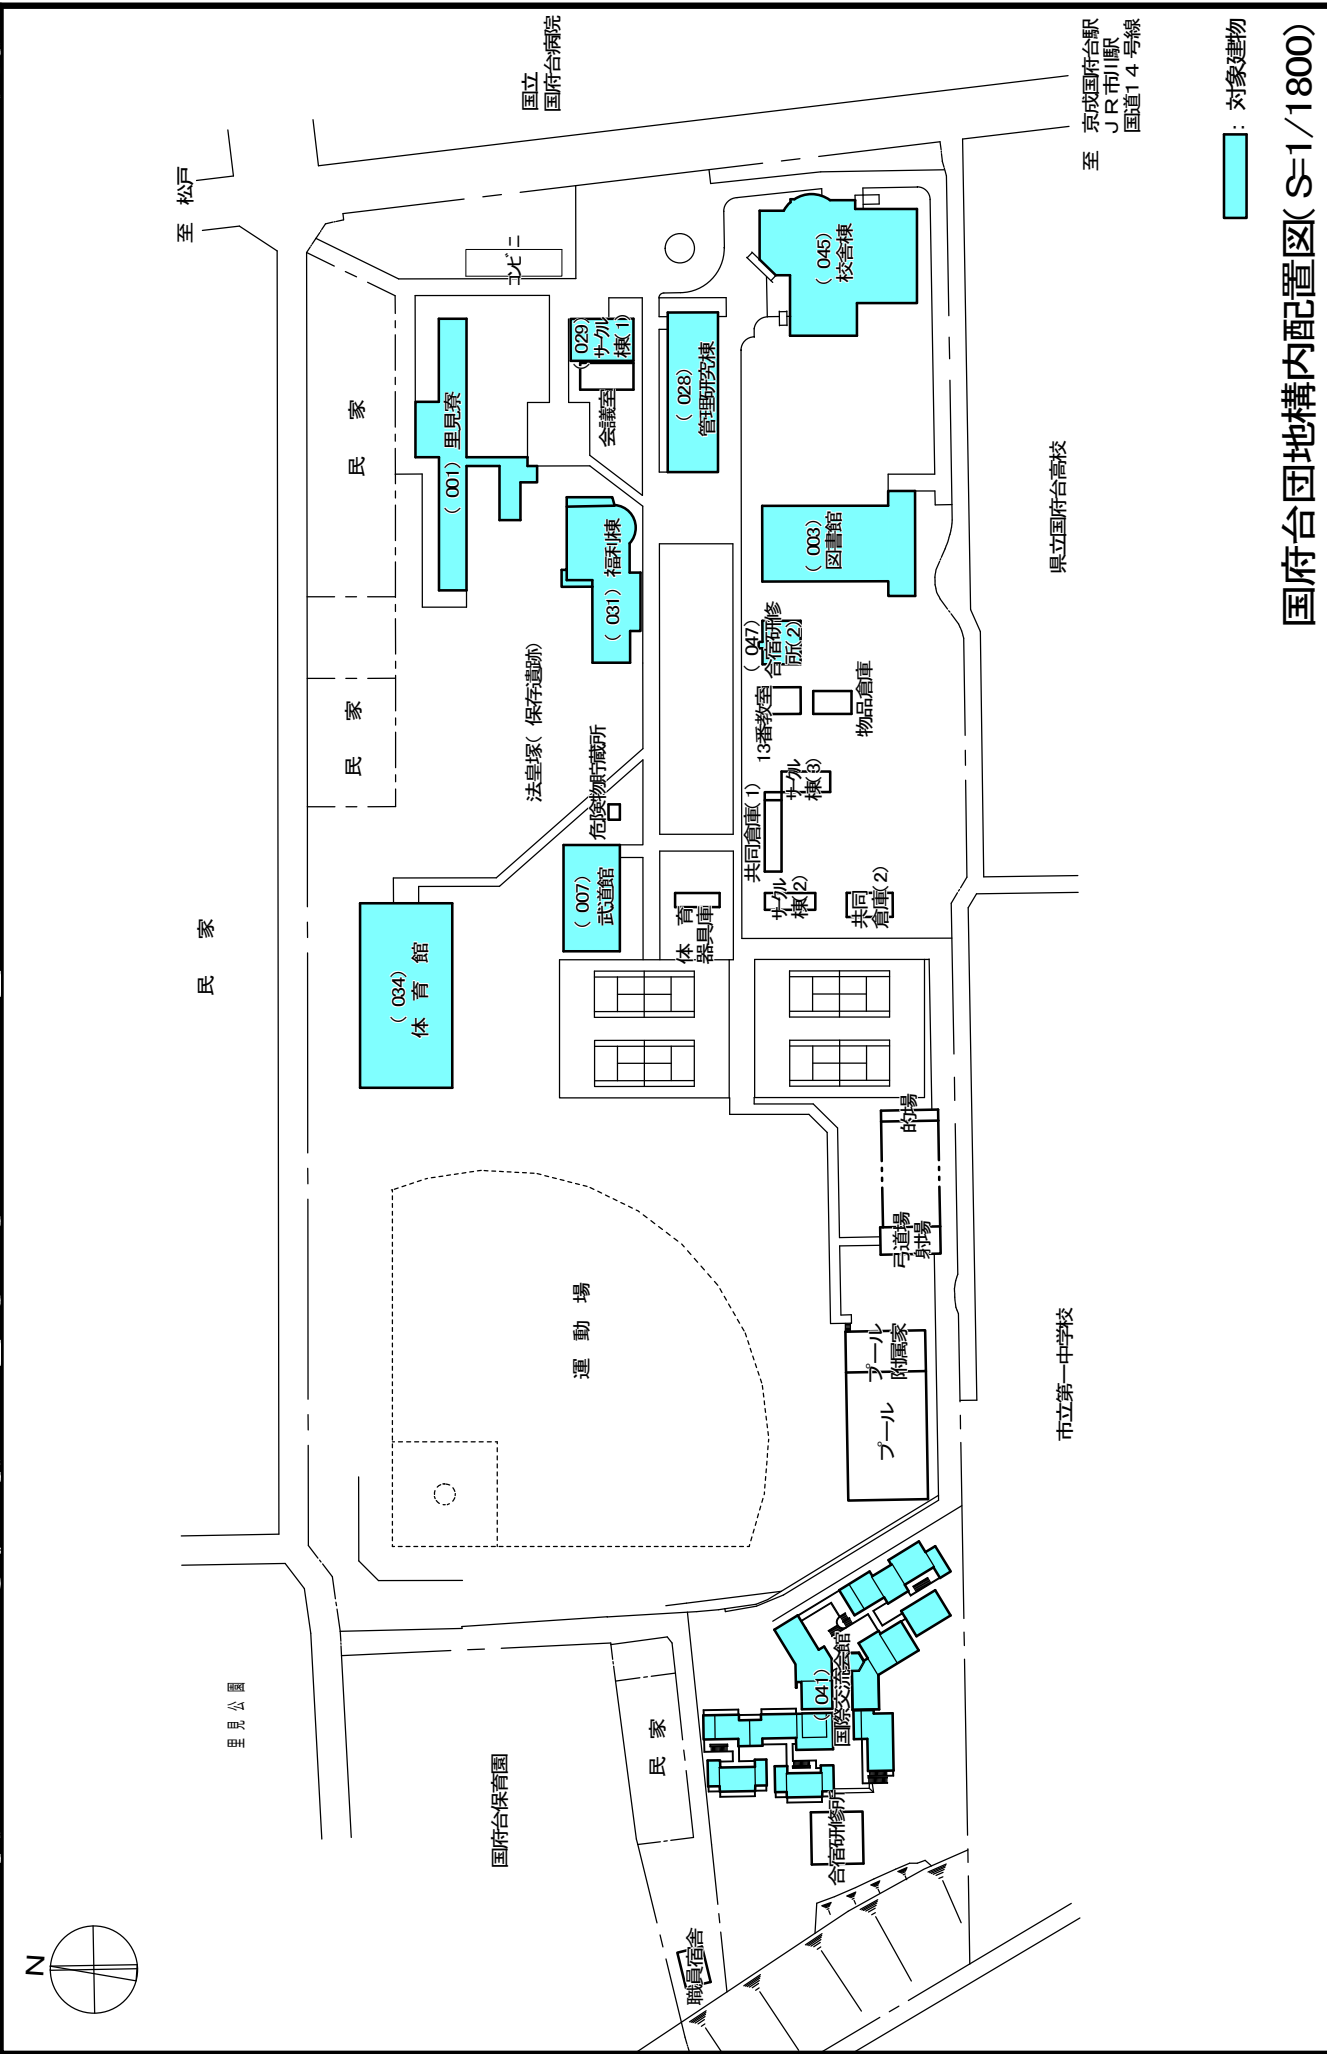 国府台団地構内配置図( S=1/1800)
: 対象建物
N
至 松戸
国立
国府台病院
至
京成国府台駅
JR市川駅
国道14号線
民 家
コンビニ
民 家
(001) 里見寮
(029)
サークル
棟(1)
会議室
(028)
管理研究棟
(045)
校舎棟
(031) 福利棟
(003)
図書館
県立国府台高校
民 家
法皇塚( 保存遺跡)
危険物貯蔵所
(047)
合宿研修
所(2)
13番教室
物品倉庫
サークル
棟(3)
共同倉庫(1)
(007)
武道館
体 育
器具庫
サークル
棟(2)
共同
倉庫(2)
(034)
体 育 館
運 動 場
的場
弓道場
射場
プール
附属家
プール
市立第一中学校
里見公園
国府台保育園
民 家
(041)
国際交流会館
合宿研修所
職員宿舎